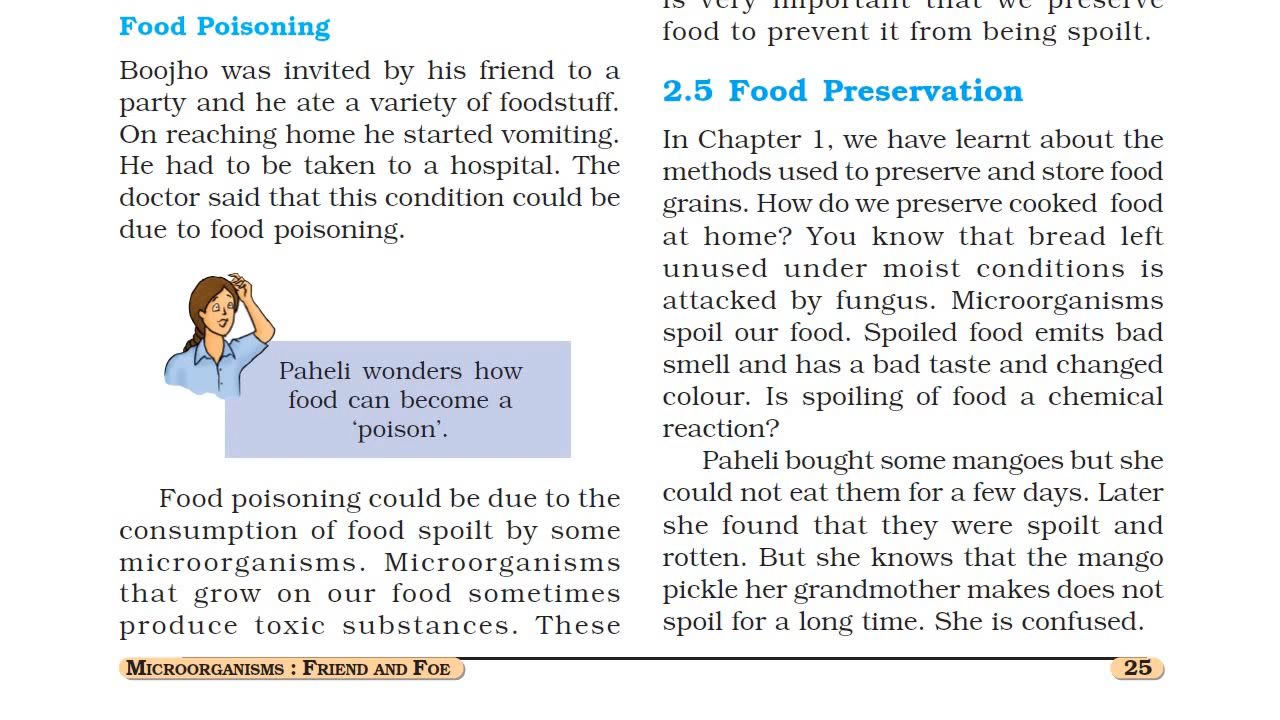 Food Poisoning
Boojho was invited by his friend to a
party and he ate a variety of foodstuff.
On reaching home he started vomiting.
He had to be taken to a hospital. The
doctor said that this condition could be
due to food poisoning.
Paheli wonders how
food can become a
‘poison’.
Food poisoning could be due to the
consumption of food spoilt by some
microorganisms. Microorganisms
that grow on our food sometimes
produce toxic substances. These
is very important that we preserve
food to prevent it from being spoilt.
2.5 Food Preservation
In Chapter 1, we have learnt about the
methods used to preserve and store food
grains. How do we preserve cooked food
at home? You know that bread left
unused under moist conditions is
attacked by fungus. Microorganisms
spoil our food. Spoiled food emits bad
smell and has a bad taste and changed
colour. Is spoiling of food a chemical
reaction?
Paheli bought some mangoes but she
could not eat them for a few days. Later
she found that they were spoilt and
rotten. But she knows that the mango
pickle her grandmother makes does not
spoil for a long time. She is confused.
MICROORGANISMS : FRIEND AND FOE
25